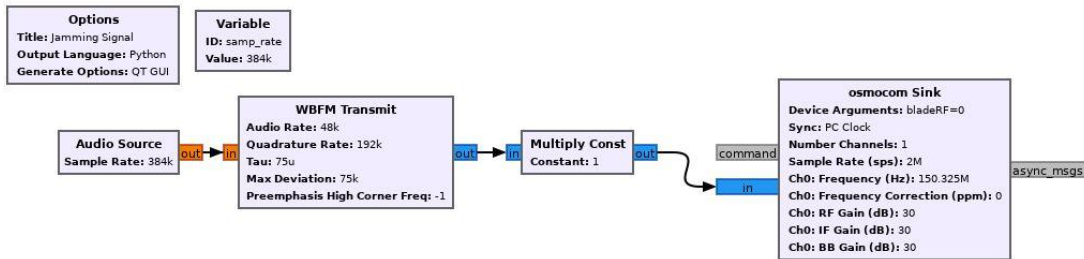 Options
Title: Jamming Signal
Output Language: Python
Generate Options: QT GUI
Variable
ID: samp_rate
Value: 384k
Audio Source
Sample Rate: 384k
out
in
WBFM Transmit
Audio Rate: 48k
Quadrature Rate: 192k
Tau: 75u
Max Deviation: 75k
Preemphasis High Corner Freq: -1
out
in
Multiply Const
Constant: 1
out
command
in
osmocom Sink
Device Arguments: bladeRF=0
Sync: PC Clock
Number Channels: 1
Sample Rate (sps): 2M
Ch0: Frequency (Hz): 150.325M
Ch0: Frequency Correction (ppm): 0
Ch0: RF Gain (dB): 30
Ch0: IF Gain (dB): 30
Ch0: BB Gain (dB): 30
async_msgs